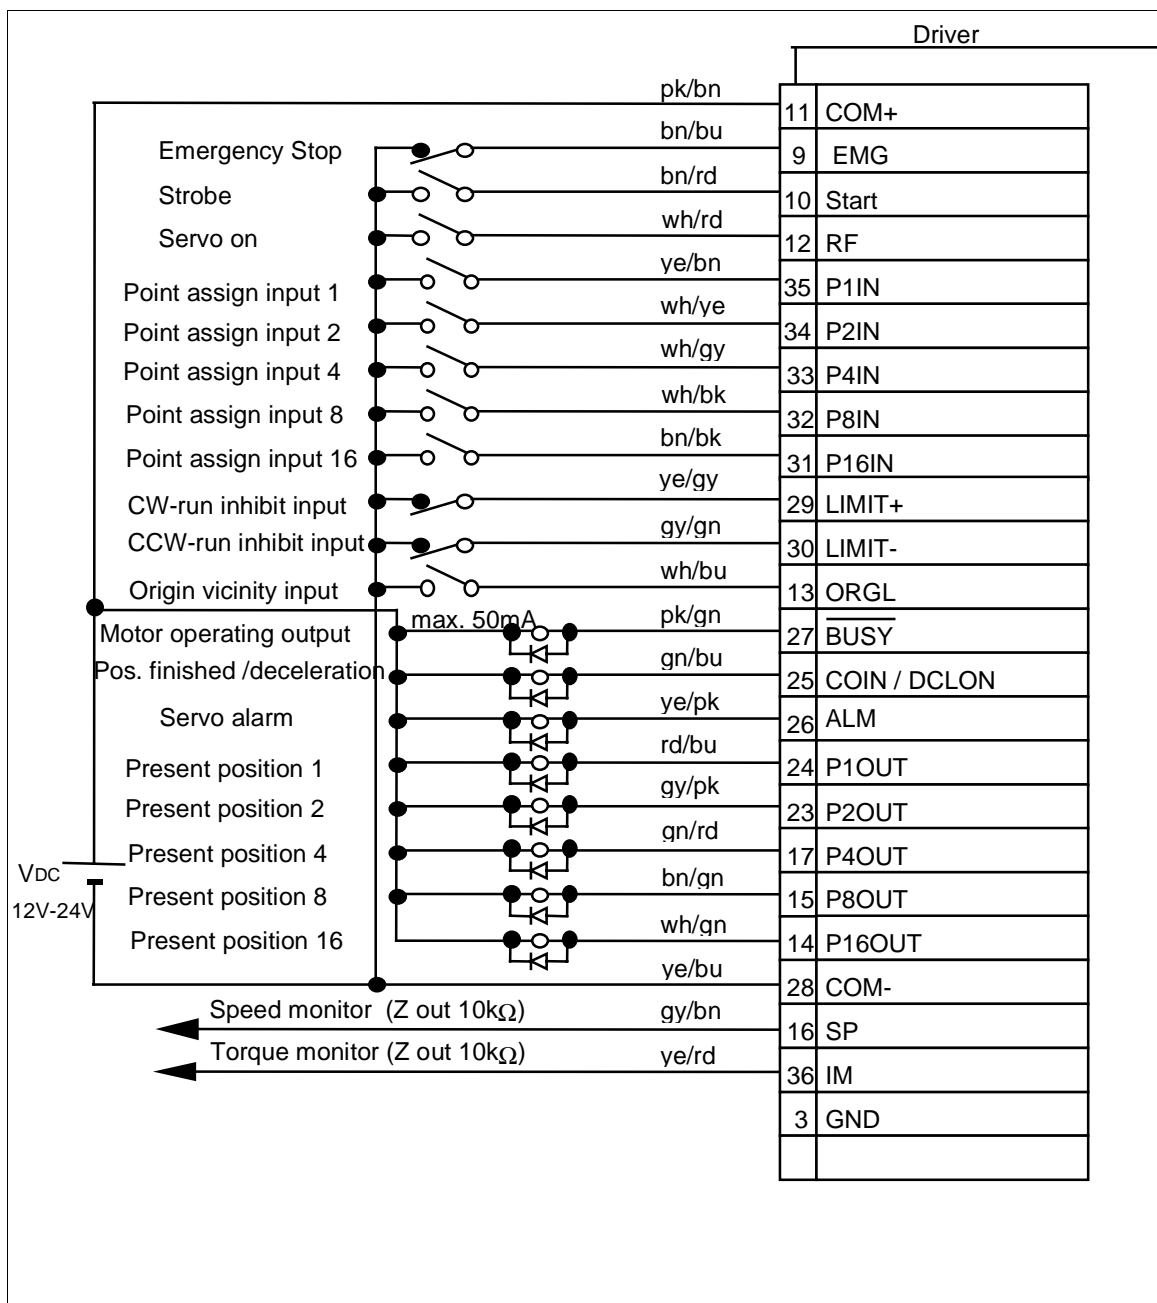 Driver
pk/bn 11 COM+
Emergency Stop bn/bu 9 EMG
Strobe bn/rd 10 Start
Servo on wh/rd 12 RF
Point assign input 1 ye/bn 35 P1IN
Point assign input 2 wh/ye 34 P2IN
Point assign input 4 wh/gy 33 P4IN
Point assign input 8 wh/bk 32 P8IN
Point assign input 16 bn/bk 31 P16IN
CW-run inhibit input ye/gy 29 LIMIT+
CCW-run inhibit input gy/gn 30 LIMIT-
Origin vicinity input wh/bu 13 ORGL
Motor operating output max. 50mA pk/gn 27 BUSY
Pos. finished /deceleration gn/bu 25 COIN / DCLON
Servo alarm ye/pk 26 ALM
Present position 1 rd/bu 24 P1OUT
Present position 2 gy/pk 23 P2OUT
Present position 4 gn/rd 17 P4OUT
VDC
Present position 8 bn/gn 15 P8OUT
12V-24V
Present position 16 wh/gn 14 P16OUT
ye/bu 28 COM-
Speed monitor (Z out 10kΩ) gy/bn 16 SP
Torque monitor (Z out 10kΩ) ye/rd 36 IM
3 GND